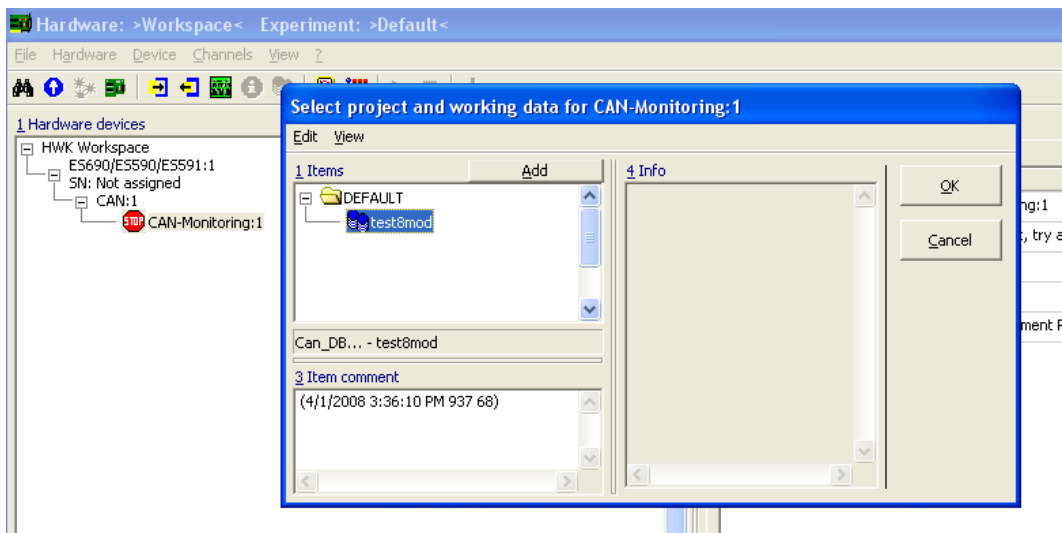 Hardware: >Workspace<   Experiment: >Default<
File Hardware Device Channels View ?
1 Hardware devices
HWK Workspace
ES690/ES590/ES591:1
SN: Not assigned
CAN:1
STOP CAN-Monitoring:1
Select project and working data for CAN-Monitoring:1
Edit View
1 Items
Add
DEFAULT
test8mod
Can_DB... - test8mod
3 Item comment
(4/1/2008 3:36:10 PM 937 68)
4 Info
OK
Cancel
ng:1
, try a
ment P